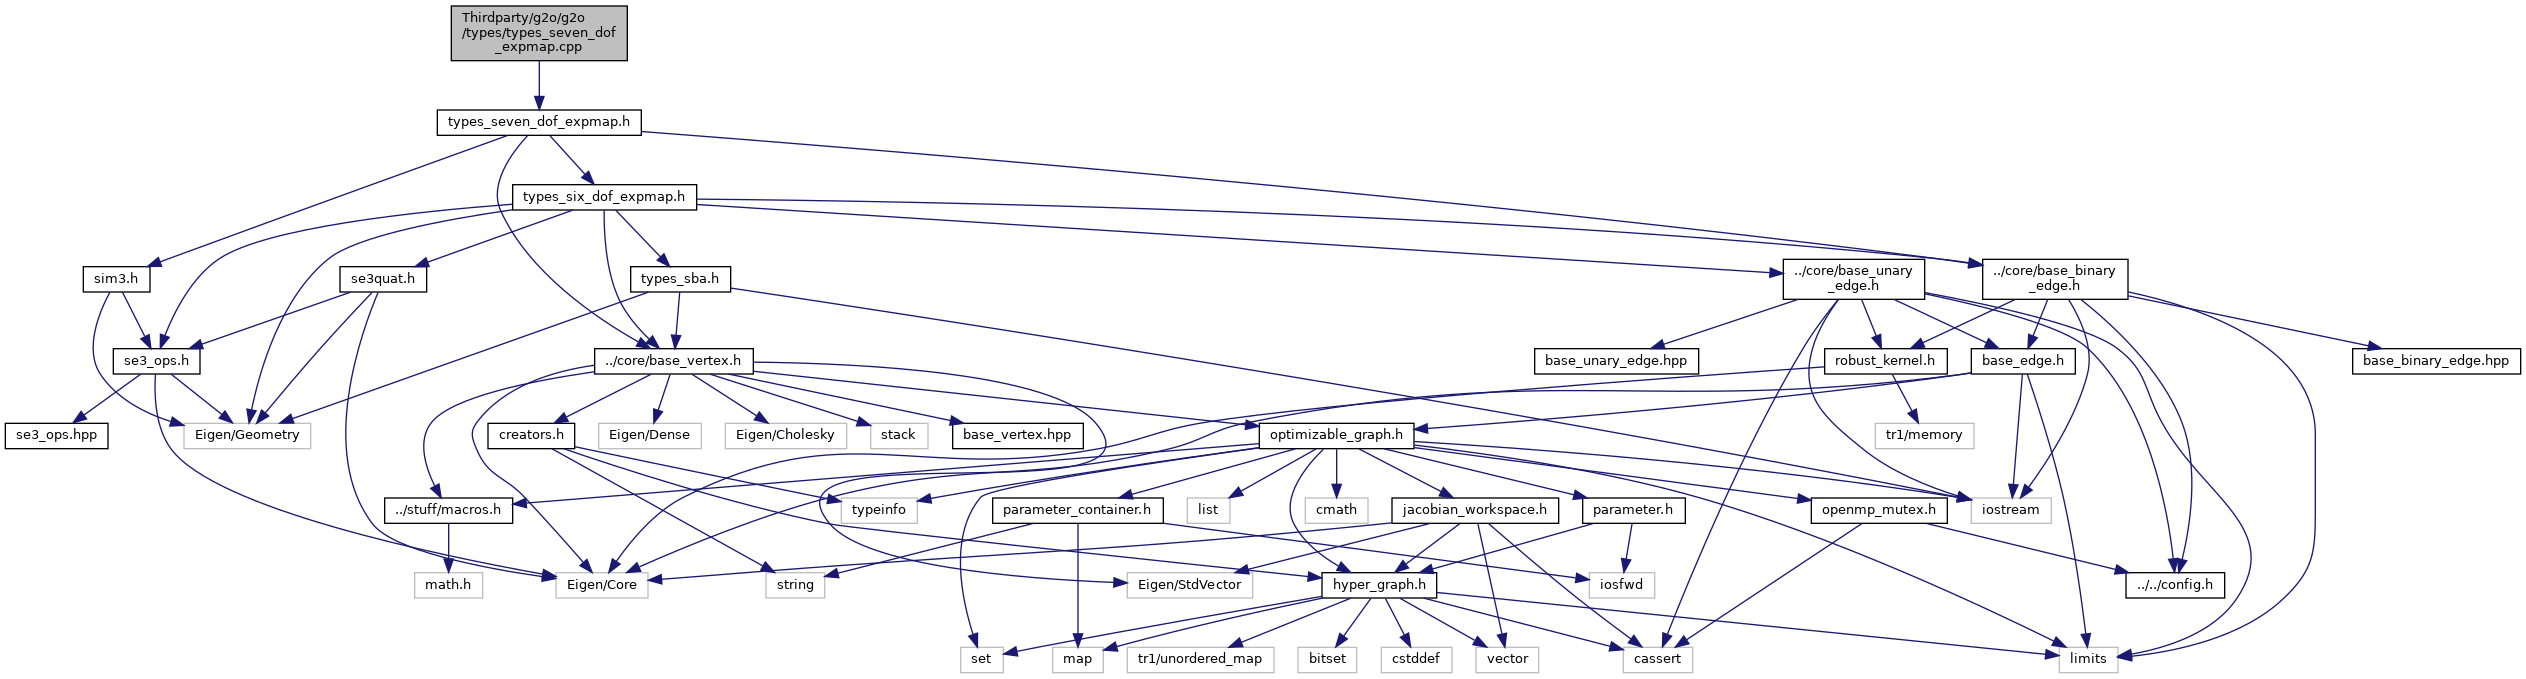 Thirdparty/g2o/g2o
/types/types_seven_dof
_expmap.cpp
types_seven_dof_expmap.h
types_six_dof_expmap.h
sim3.h
se3quat.h
types_sba.h
../core/base_unary
_edge.h
../core/base_binary
_edge.h
se3_ops.h
../core/base_vertex.h
base_unary_edge.hpp
robust_kernel.h
base_edge.h
base_binary_edge.hpp
se3_ops.hpp
Eigen/Geometry
creators.h
Eigen/Dense
Eigen/Cholesky
stack
base_vertex.hpp
optimizable_graph.h
tr1/memory
../stuff/macros.h
typeinfo
parameter_container.h
list
cmath
jacobian_workspace.h
parameter.h
openmp_mutex.h
iostream
math.h
Eigen/Core
string
Eigen/StdVector
hyper_graph.h
iosfwd
../../config.h
set
map
tr1/unordered_map
bitset
cstddef
vector
cassert
limits